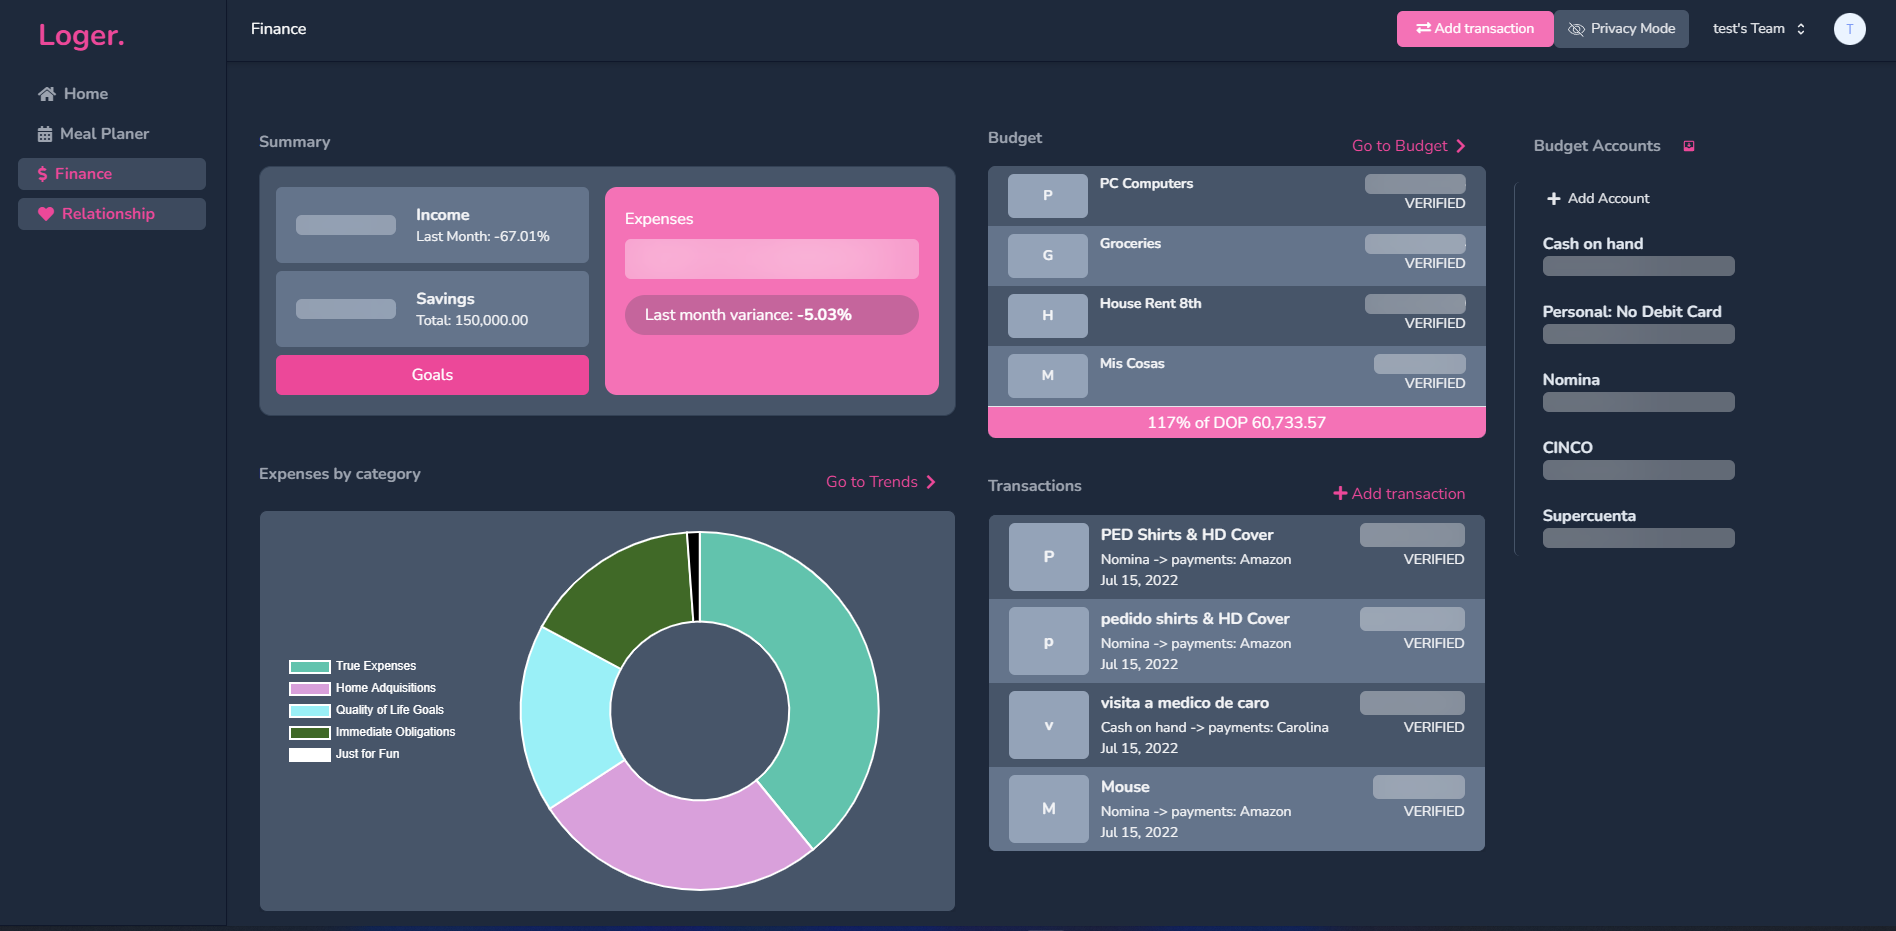 Loger.
Home
Meal Planer
Finance
Relationship
Finance
Add transaction
Privacy Mode
test's Team
T
Summary
Income
Last Month: -67.01%
Savings
Total: 150,000.00
Goals
Expenses
Last month variance: -5.03%
Budget
Go to Budget
P
PC Computers
VERIFIED
G
Groceries
VERIFIED
H
House Rent 8th
VERIFIED
M
Mis Cosas
VERIFIED
117% of DOP 60,733.57
Budget Accounts
Add Account
Cash on hand
Personal: No Debit Card
Nomina
CINCO
Supercuenta
Expenses by category
Go to Trends
True Expenses
Home Adquisitions
Quality of Life Goals
Immediate Obligations
Just for Fun
Transactions
Add transaction
P
PED Shirts & HD Cover
Nomina -> payments: Amazon
Jul 15, 2022
VERIFIED
p
pedido shirts & HD Cover
Nomina -> payments: Amazon
Jul 15, 2022
VERIFIED
v
visita a medico de caro
Cash on hand -> payments: Carolina
Jul 15, 2022
VERIFIED
M
Mouse
Nomina -> payments: Amazon
Jul 15, 2022
VERIFIED